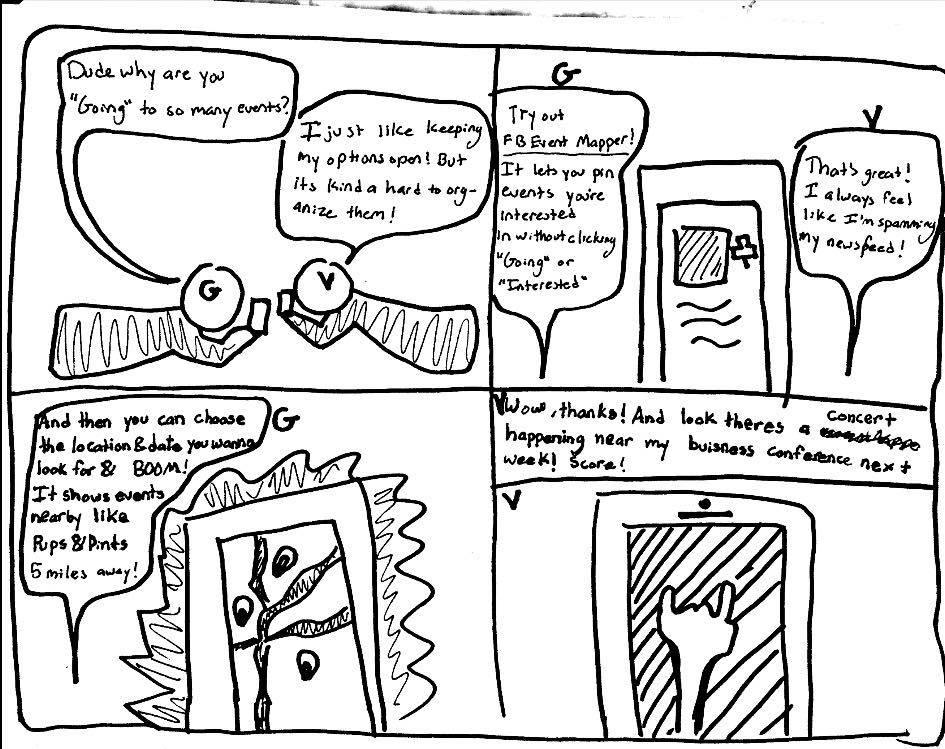 Dude why are you
"Going" to so many events?
I just like keeping
my options open! But
its kinda hard to org-
anize them!
G
V
G
Try out
FB Event Mapper!
It lets you pin
events you're
interested
in without clicking
"Going" or
"Interested"
V
That's great!
I always feel
like I'm spamming
my newsfeed!
And then you can choose
the location & date you wanna
look for & BOOM!
It shows events
nearby like
Pups & Pints
5 miles away!
G
V
Wow, thanks! And look theres a concert
happening near my buisness conference next
week! Score!
V